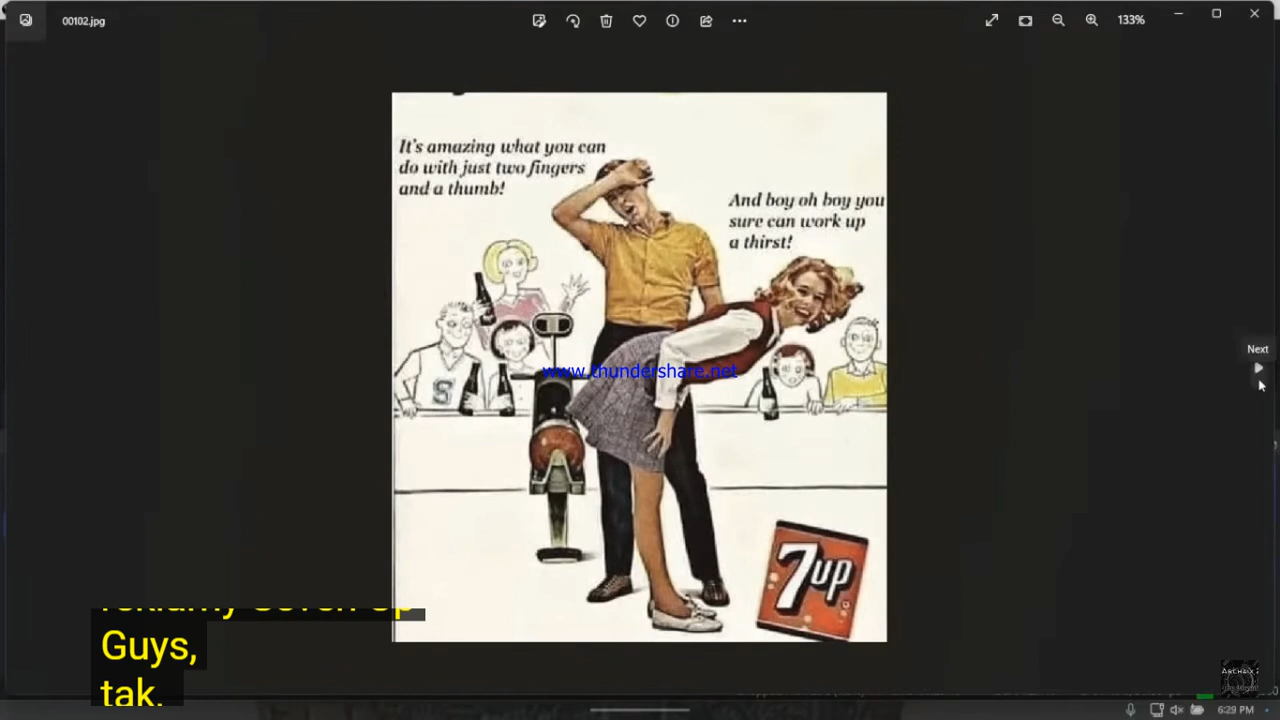 00102.jpg
133%
It's amazing what you can
do with just two fingers
and a thumb!
And boy oh boy you
sure can work up
a thirst!
Next
www.thundershare.net
S
7up
Guys,
tak.
6:29 PM